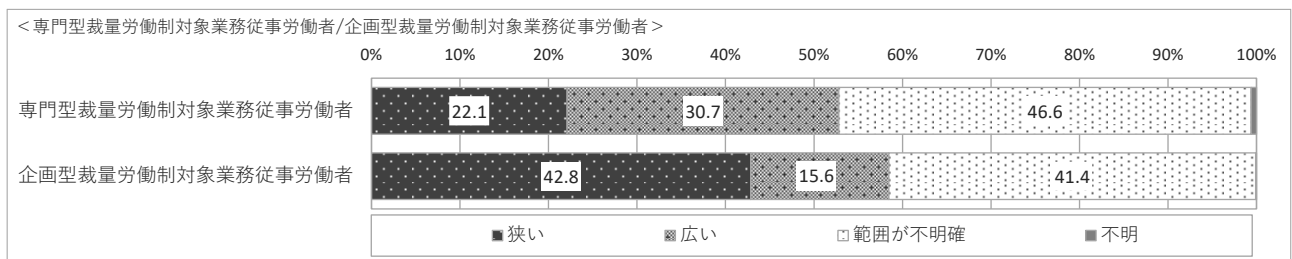 ＜専門型裁量労働制対象業務従事労働者/企画型裁量労働制対象業務従事労働者＞
0% 10% 20% 30% 40% 50% 60% 70% 80% 90% 100%
専門型裁量労働制対象業務従事労働者 22.1 30.7 46.6
企画型裁量労働制対象業務従事労働者 42.8 15.6 41.4
狭い 広い 範囲が不明確 不明